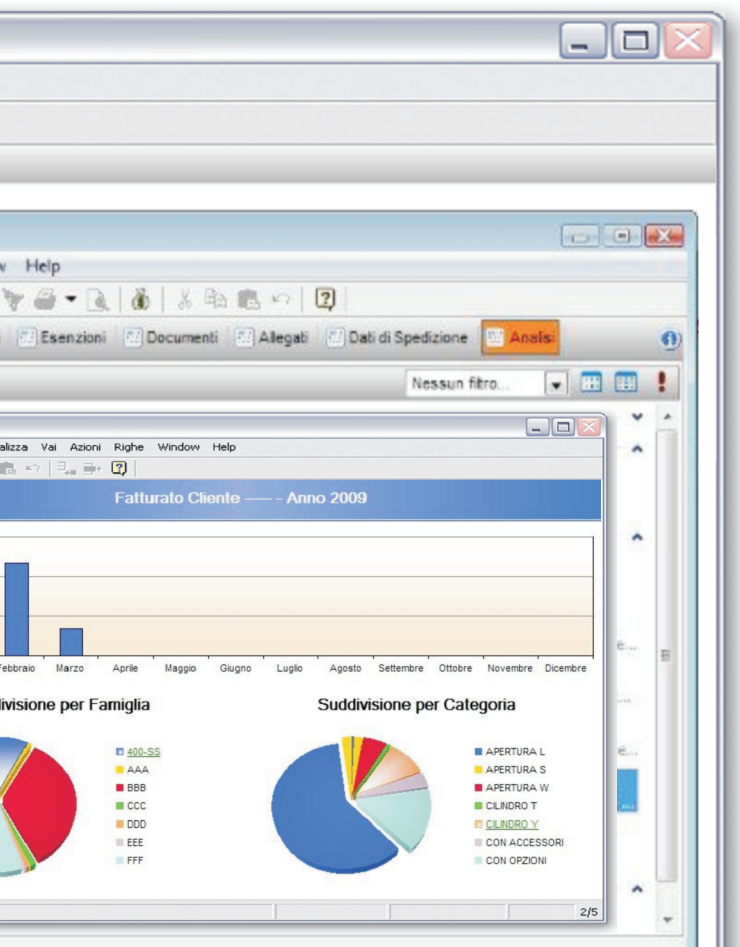 Help
Esenzioni Documenti Allegati Dati di Spedizione Analisi
Nessun filtro...
Vai Azioni Righe Window Help
Fatturato Cliente —— - Anno 2009
Febbraio Marzo Aprile Maggio Giugno Luglio Agosto Settembre Ottobre Novembre Dicembre
divisione per Famiglia
400-SS
AAA
BBB
CCC
DDD
EEE
FFF
Suddivisione per Categoria
APERTURA L
APERTURA S
APERTURA W
CILINDRO T
CILINDRO Y
CON ACCESSORI
CON OPZIONI
2/5